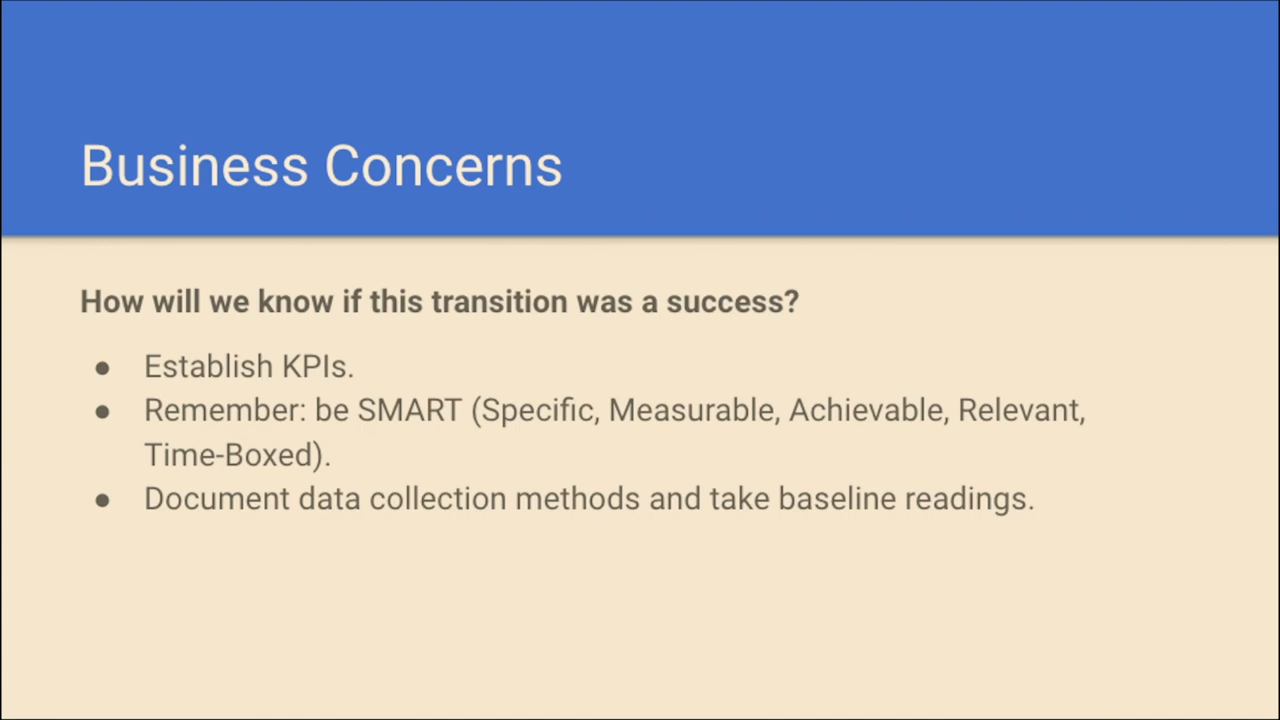 Business Concerns
How will we know if this transition was a success?
● Establish KPIs.
● Remember: be SMART (Specific, Measurable, Achievable, Relevant,
Time-Boxed).
● Document data collection methods and take baseline readings.